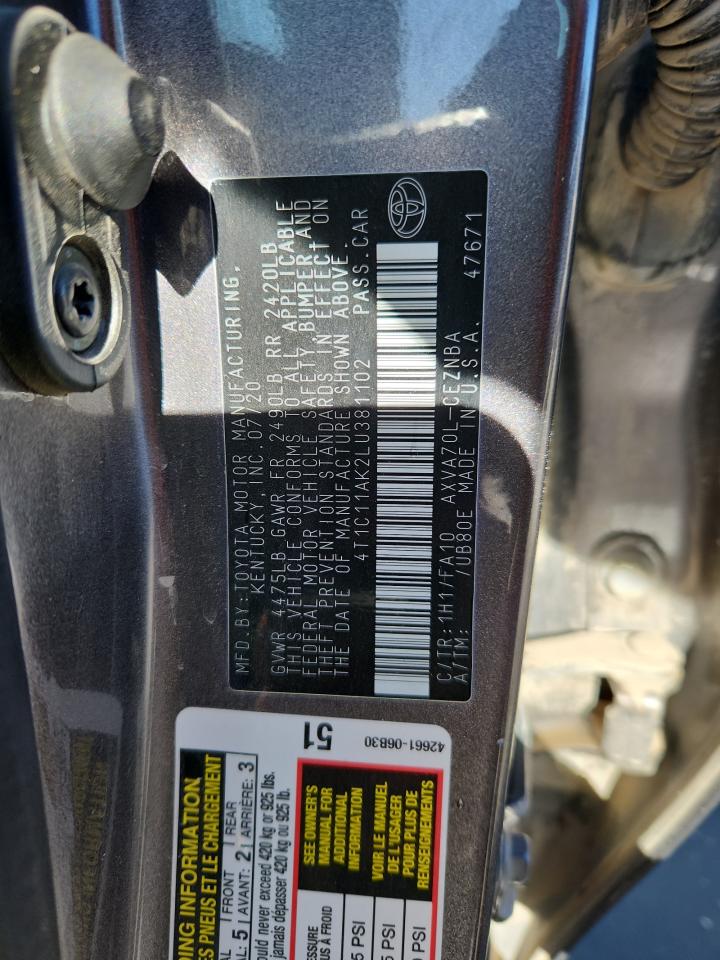 MFD.BY:TOYOTA MOTOR MANUFACTURING,
KENTUCKY, INC. 07/20
GVWR 4475LB GAWR FR 2490LB RR 2420LB
THIS VEHICLE CONFORMS TO ALL APPLICABLE
FEDERAL MOTOR VEHICLE SAFETY, BUMPER, AND
THEFT PREVENTION STANDARDS IN EFFECT ON
THE DATE OF MANUFACTURE SHOWN ABOVE.
4T1C11AK2LU381102 PASS.CAR
C/TR: 1H17/FA10 AXVA70L-CEZNBA 47671
A/TM: /UB80E MADE IN U.S.A.
51
42661-06B30
DING INFORMATION
ES PNEUS ET LE CHARGEMENT
FRONT | REAR 3
5 | AVANT: 2 | ARRIÈRE:
ould never exceed 420 kg or 925 lbs.
jamais dépasser 420 kg ou 925 lb.
SEE OWNER'S
MANUAL FOR
ADDITIONAL
INFORMATION
VOIR LE MANUEL
DE L'USAGER
POUR PLUS DE
RENSEIGNEMENTS
PSI
PSI
PSI